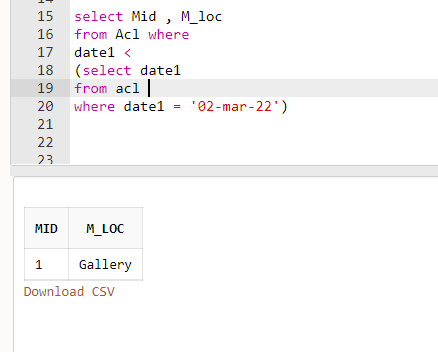 14
15 select Mid , M_loc
16 from Acl where
17 date1 <
18 (select date1
19 from acl
20 where date1 = '02-mar-22')
21
22
23
MID M_LOC
1 Gallery
Download CSV